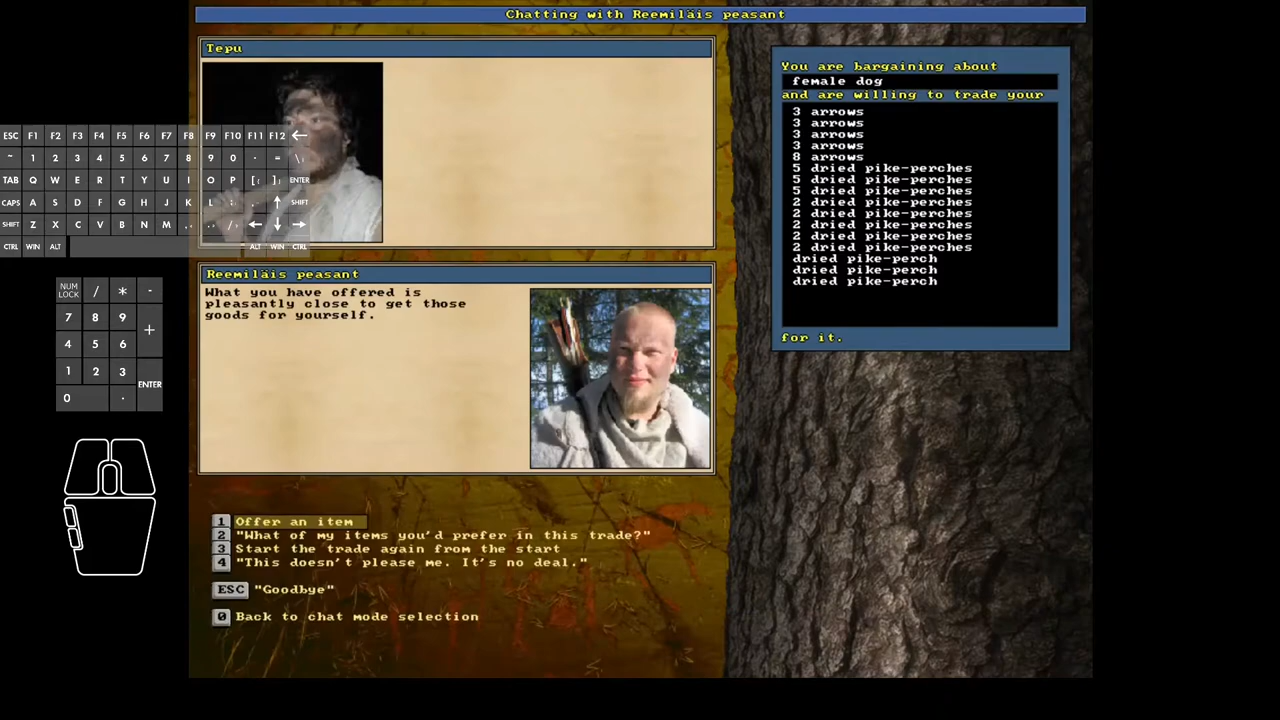 Chatting with Reemiläis peasant
Tepu
You are bargaining about
female dog
and are willing to trade your
3 arrows
3 arrows
3 arrows
3 arrows
8 arrows
5 dried pike-perches
5 dried pike-perches
5 dried pike-perches
2 dried pike-perches
2 dried pike-perches
2 dried pike-perches
2 dried pike-perches
2 dried pike-perches
dried pike-perch
dried pike-perch
dried pike-perch
for it.
ESC F1 F2 F3 F4 F5 F6 F7 F8 F9 F10 F11 F12 ←
~ 1 2 3 4 5 6 7 8 9 0 - = \
TAB Q W E R T Y U I O P [ ] ENTER
CAPS A S D F G H J K L ↑ SHIFT
SHIFT Z X C V B N M / ← ↓ →
CTRL WIN ALT ALT WIN CTRL
Reemiläis peasant
What you have offered is
pleasantly close to get those
goods for yourself.
NUM LOCK / * -
7 8 9 +
4 5 6
1 2 3 ENTER
0 .
1 Offer an item
2 "What of my items you'd prefer in this trade?"
3 Start the trade again from the start
4 "This doesn't please me. It's no deal."
ESC "Goodbye"
0 Back to chat mode selection